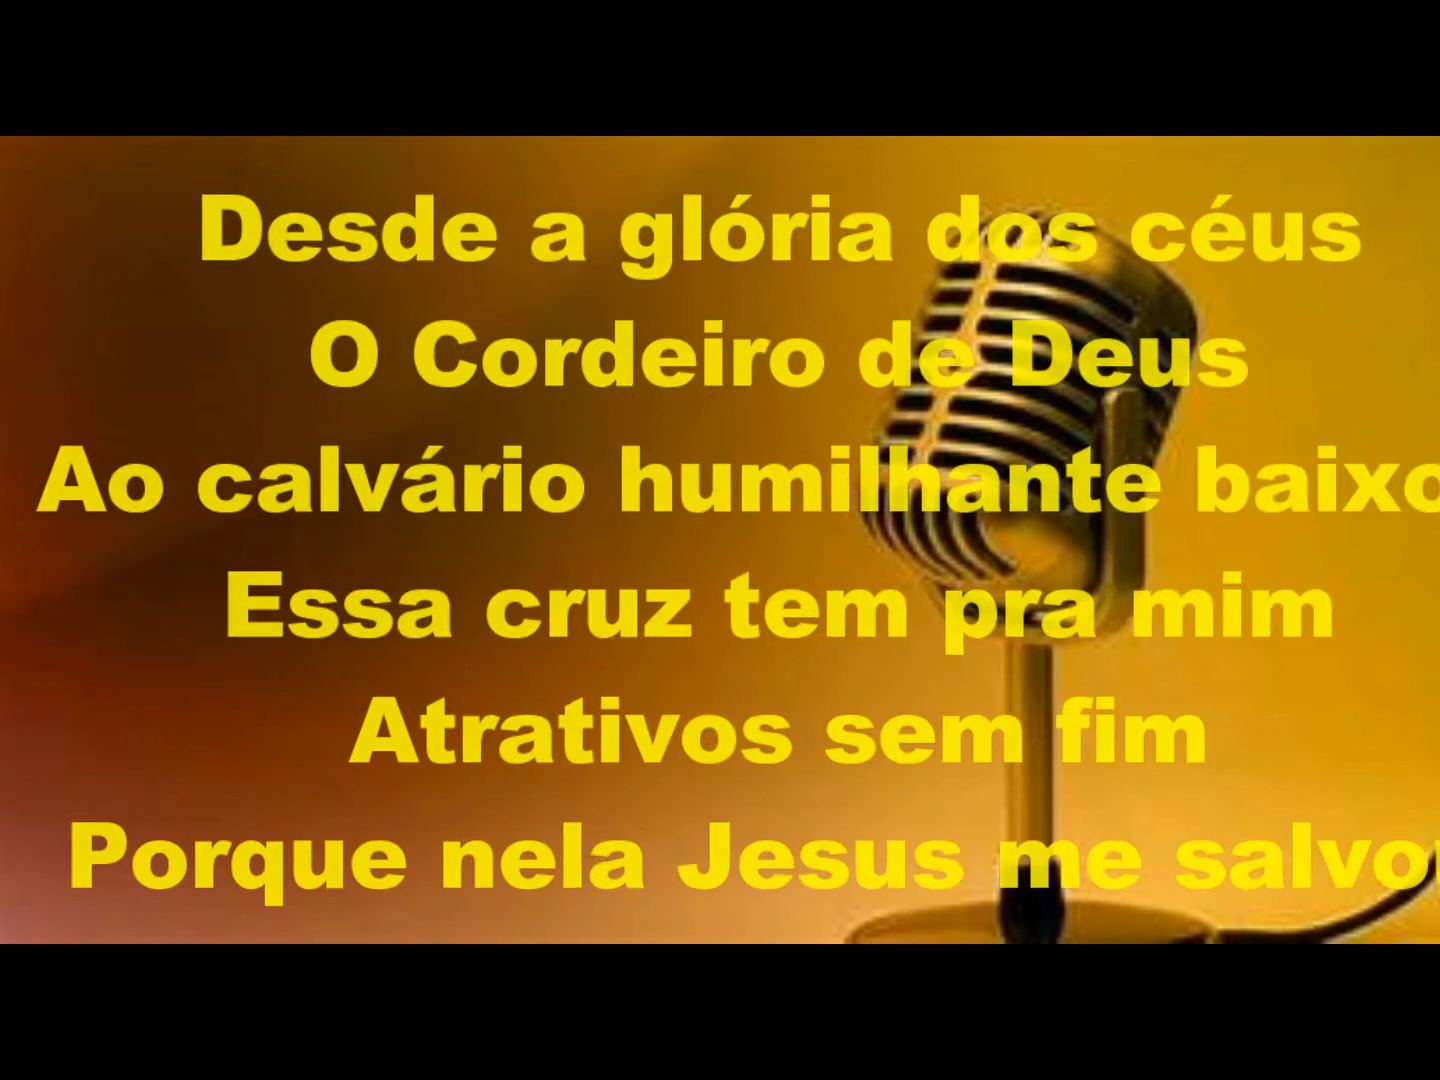 Desde a glória dos céus
O Cordeiro de Deus
Ao calvário humilhante baixo
Essa cruz tem pra mim
Atrativos sem fim
Porque nela Jesus me salvo